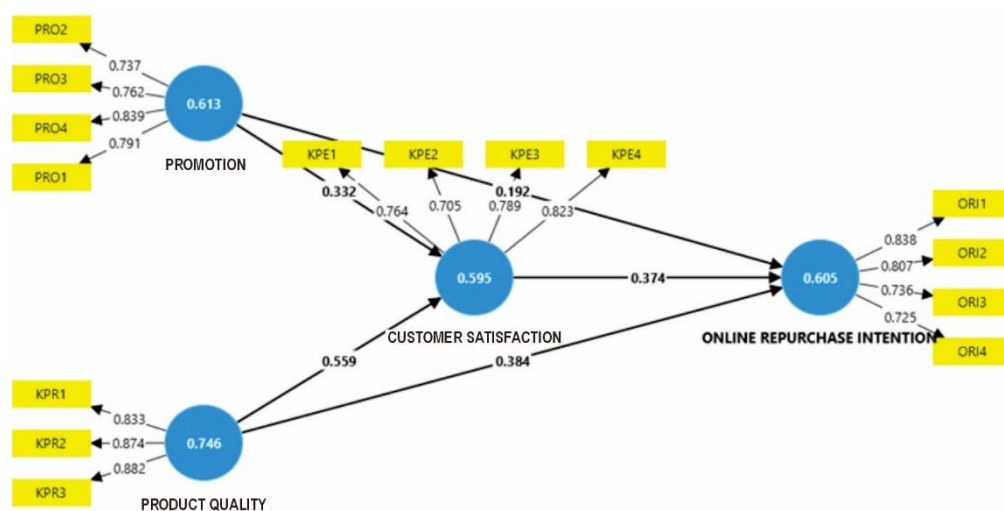 PRO2
0.737
PRO3
0.762
PRO4
0.839
PRO1
0.791
0.613
PROMOTION
KPE1
KPE2
KPE3
KPE4
0.332
0.764
0.705
0.789
0.192
0.823
0.595
CUSTOMER SATISFACTION
0.374
0.605
ONLINE REPURCHASE INTENTION
ORI1
0.838
ORI2
0.807
ORI3
0.736
ORI4
0.725
0.559
0.384
KPR1
0.833
KPR2
0.874
KPR3
0.882
0.746
PRODUCT QUALITY